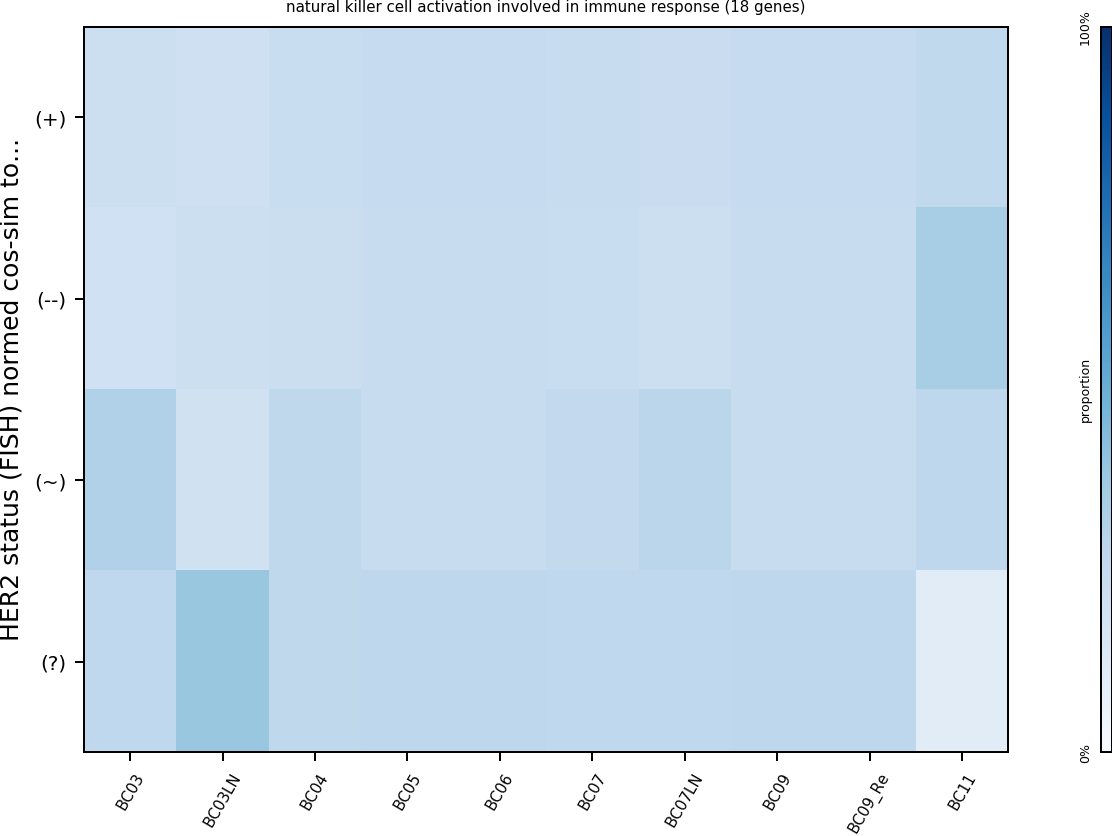 natural killer cell activation involved in immune response (18 genes)
HER2 status (FISH) normed cos-sim to...
(+)
(--)
(~)
(?)
BC03
BC03LN
BC04
BC05
BC06
BC07
BC07LN
BC09
BC09_Re
BC11
100%
proportion
0%